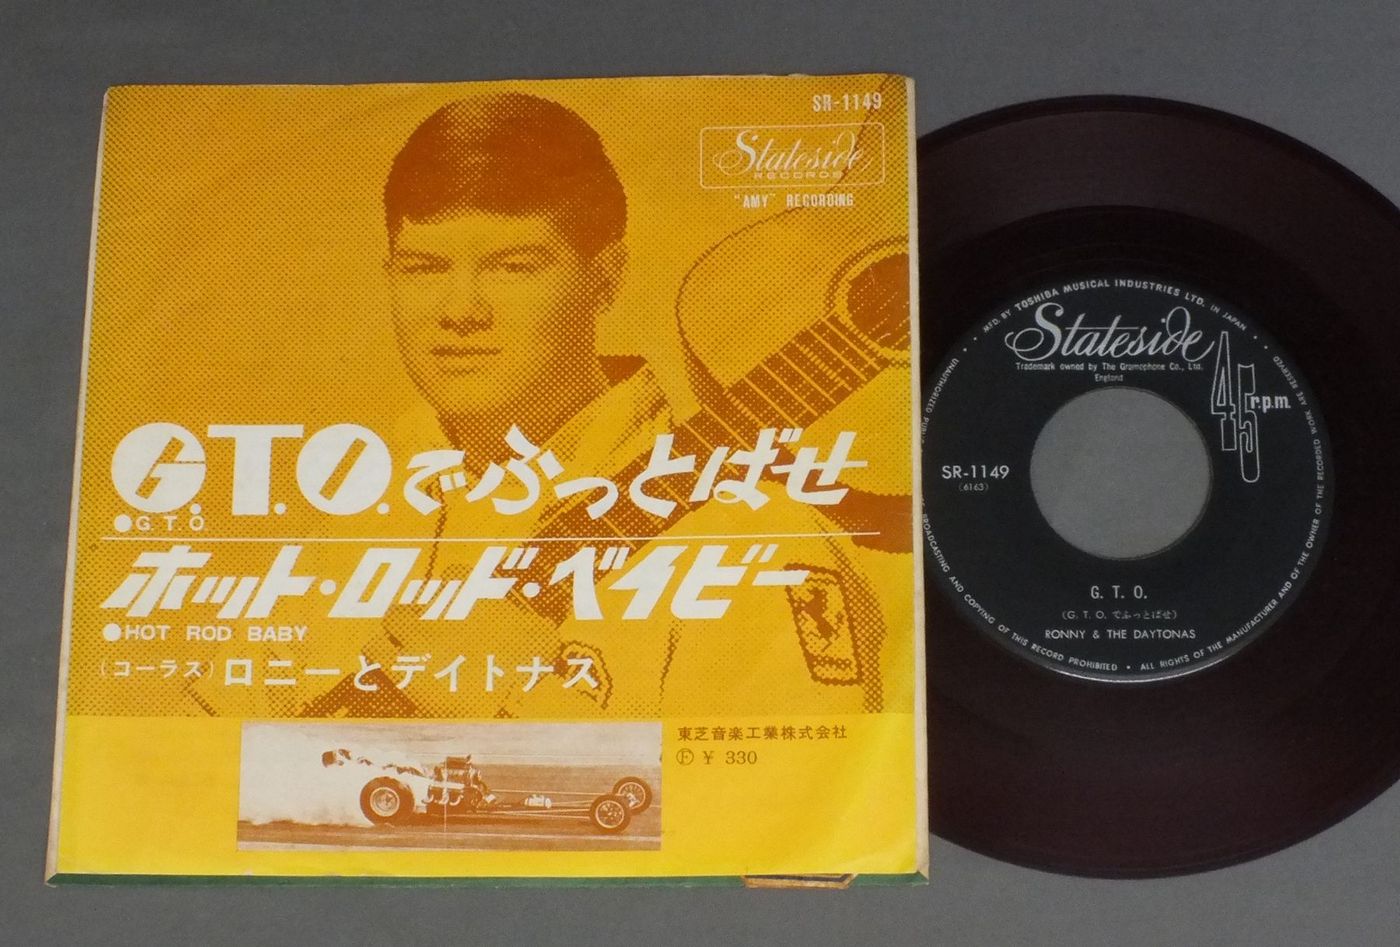 SR-1149
Stateside
RECORDS
"AMY" RECORDING
G.T.O.でぶっとばせ
●G.T.O
ホット・ロッド・ベイビー
●HOT ROD BABY
(コーラス)ロニーとデイトナス
東芝音楽工業株式会社
Ⓕ ¥ 330
MFD. BY TOSHIBA MUSICAL INDUSTRIES LTD. IN JAPAN
Stateside
Trademark owned by The Gramophone Co., Ltd.
England
45 r.p.m.
SR-1149
(6163)
G. T. O.
(G. T. O. でぶっとばせ)
RONNY & THE DAYTONAS
BROADCASTING AND COPYING OF THIS RECORD PROHIBITED • ALL RIGHTS OF THE MANUFACTURER AND OF THE OWNER OF THE RECORDED WORK ARE RESERVED
UNAUTHORIZED